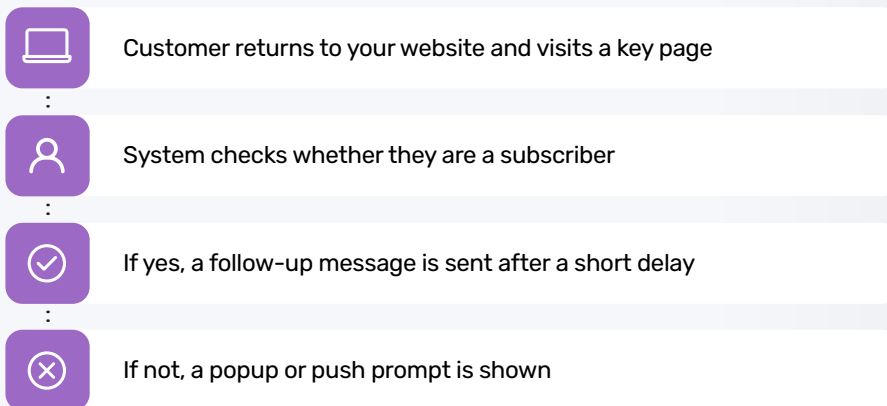 Customer returns to your website and visits a key page
System checks whether they are a subscriber
If yes, a follow-up message is sent after a short delay
If not, a popup or push prompt is shown